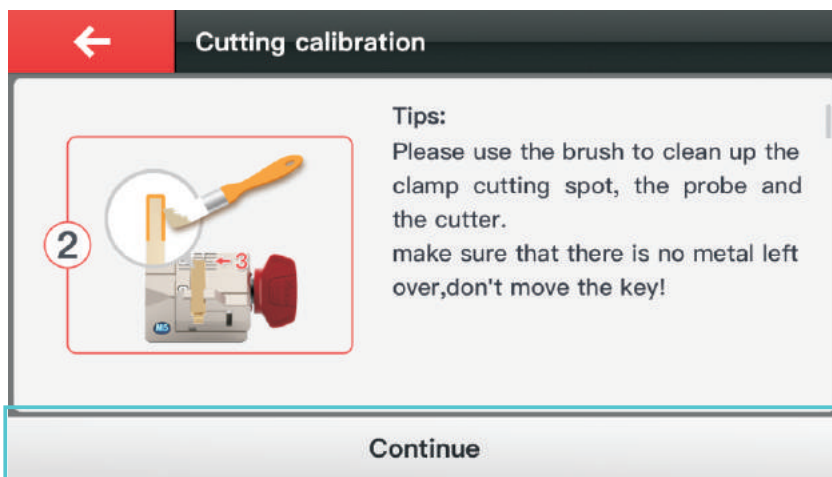 Cutting calibration
Tips:
Please use the brush to clean up the
clamp cutting spot, the probe and
the cutter.
make sure that there is no metal left
over,don't move the key!
2
3
M5
Continue